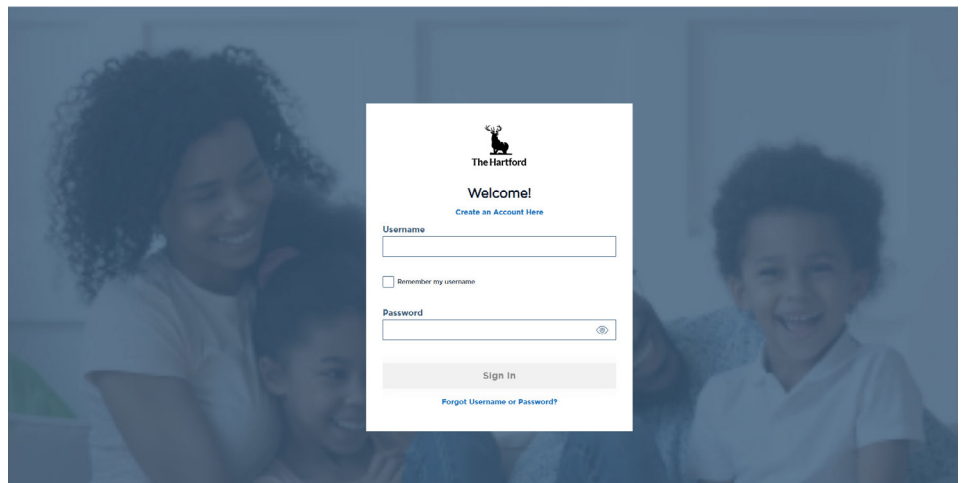 The Hartford
Welcome!
Create an Account Here
Username
Remember my username
Password
Sign In
Forgot Username or Password?